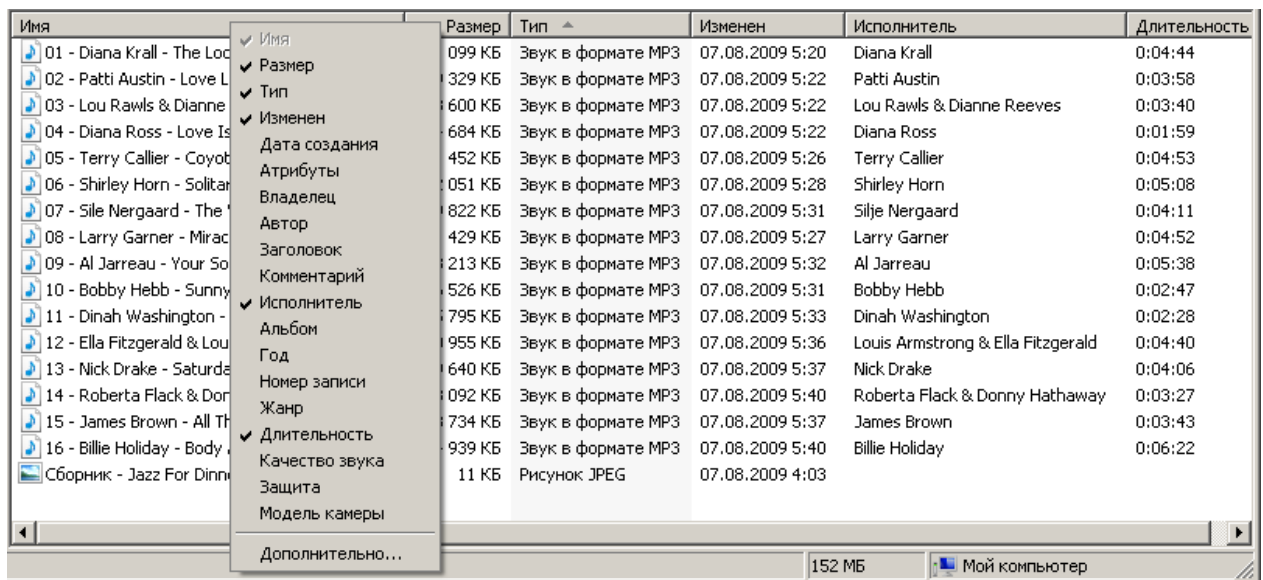 Имя Размер Тип Изменен Исполнитель Длительность
01 - Diana Krall - The Loo 099 КБ Звук в формате MP3 07.08.2009 5:20 Diana Krall 0:04:44
02 - Patti Austin - Love L 329 КБ Звук в формате MP3 07.08.2009 5:22 Patti Austin 0:03:58
03 - Lou Rawls & Dianne 600 КБ Звук в формате MP3 07.08.2009 5:22 Lou Rawls & Dianne Reeves 0:03:40
04 - Diana Ross - Love Is 684 КБ Звук в формате MP3 07.08.2009 5:22 Diana Ross 0:01:59
05 - Terry Callier - Coyot 452 КБ Звук в формате MP3 07.08.2009 5:26 Terry Callier 0:04:53
06 - Shirley Horn - Solitar 051 КБ Звук в формате MP3 07.08.2009 5:28 Shirley Horn 0:05:08
07 - Sile Nergaard - The 822 КБ Звук в формате MP3 07.08.2009 5:31 Silje Nergaard 0:04:11
08 - Larry Garner - Mirac 429 КБ Звук в формате MP3 07.08.2009 5:27 Larry Garner 0:04:52
09 - Al Jarreau - Your So 213 КБ Звук в формате MP3 07.08.2009 5:32 Al Jarreau 0:05:38
10 - Bobby Hebb - Sunny 526 КБ Звук в формате MP3 07.08.2009 5:31 Bobby Hebb 0:02:47
11 - Dinah Washington - 795 КБ Звук в формате MP3 07.08.2009 5:33 Dinah Washington 0:02:28
12 - Ella Fitzgerald & Lou 955 КБ Звук в формате MP3 07.08.2009 5:36 Louis Armstrong & Ella Fitzgerald 0:04:40
13 - Nick Drake - Saturda 640 КБ Звук в формате MP3 07.08.2009 5:37 Nick Drake 0:04:06
14 - Roberta Flack & Don 092 КБ Звук в формате MP3 07.08.2009 5:40 Roberta Flack & Donny Hathaway 0:03:27
15 - James Brown - All Th 734 КБ Звук в формате MP3 07.08.2009 5:37 James Brown 0:03:43
16 - Billie Holiday - Body 939 КБ Звук в формате MP3 07.08.2009 5:40 Billie Holiday 0:06:22
Сборник - Jazz For Dinn 11 КБ Рисунок JPEG 07.08.2009 4:03
Имя
Размер
Тип
Изменен
Дата создания
Атрибуты
Владелец
Автор
Заголовок
Комментарий
Исполнитель
Альбом
Год
Номер записи
Жанр
Длительность
Качество звука
Защита
Модель камеры
Дополнительно...
152 МБ Мой компьютер